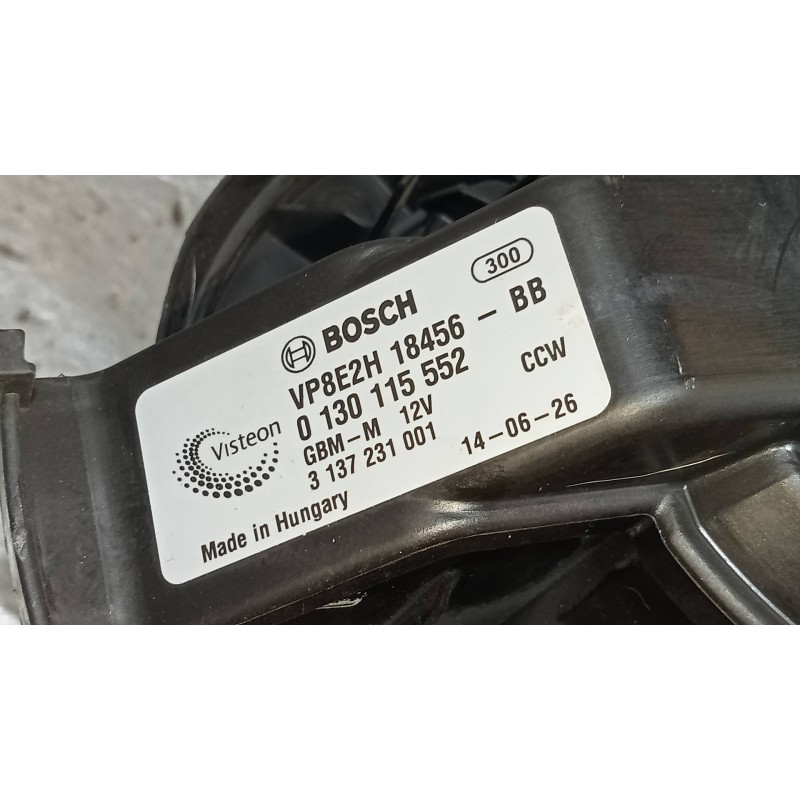 300
BOSCH
VP8E2H 18456 - BB
0 130 115 552 CCW
GBM-M 12V
3 137 231 001 14-06-26
Visteon
Made in Hungary